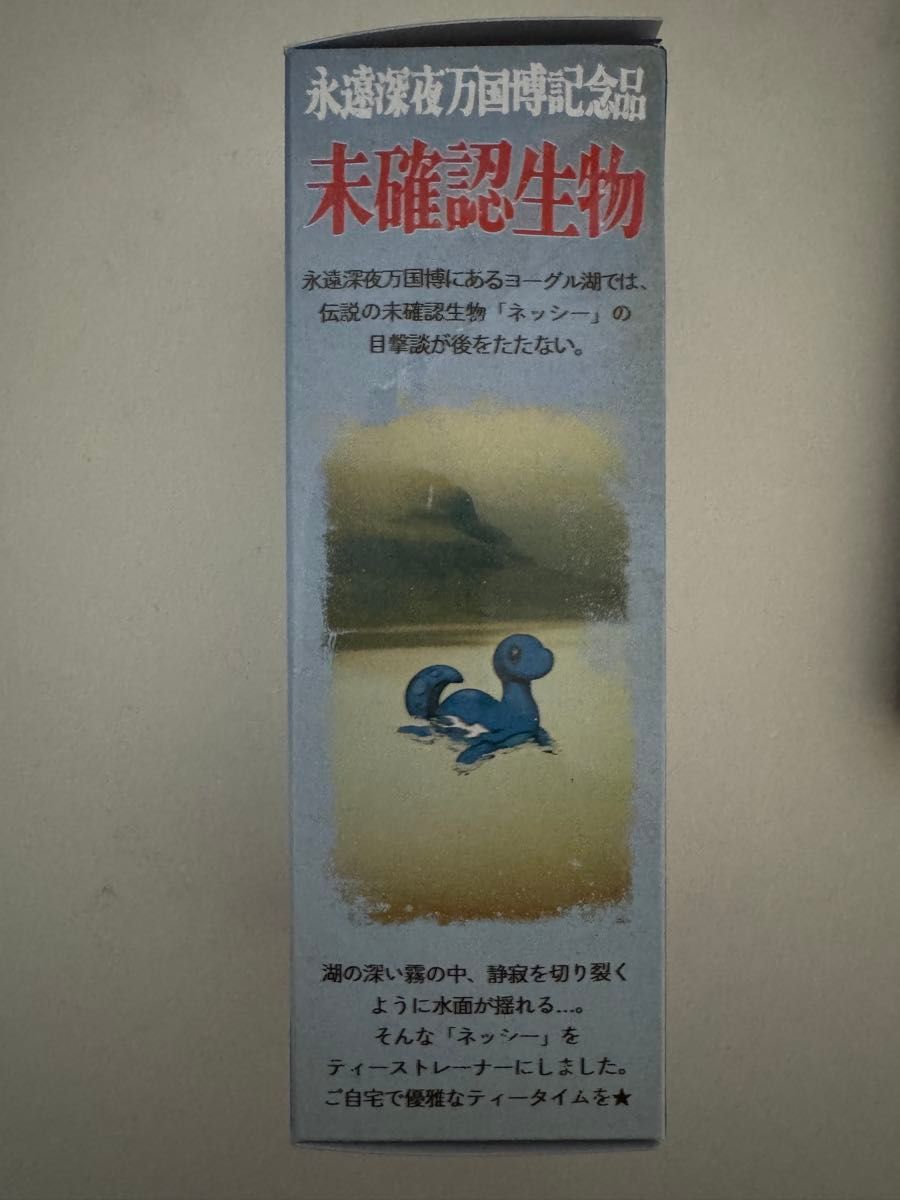 永遠深夜万国博記念品
未確認生物
永遠深夜万国博にあるヨーグル湖では、
伝説の未確認生物「ネッシー」の
目撃談が後をたたない。
湖の深い霧の中、静寂を切り裂く
ように水面が揺れる…。
そんな「ネッシー」を
ティーストレーナーにしました。
ご自宅で優雅なティータイムを★